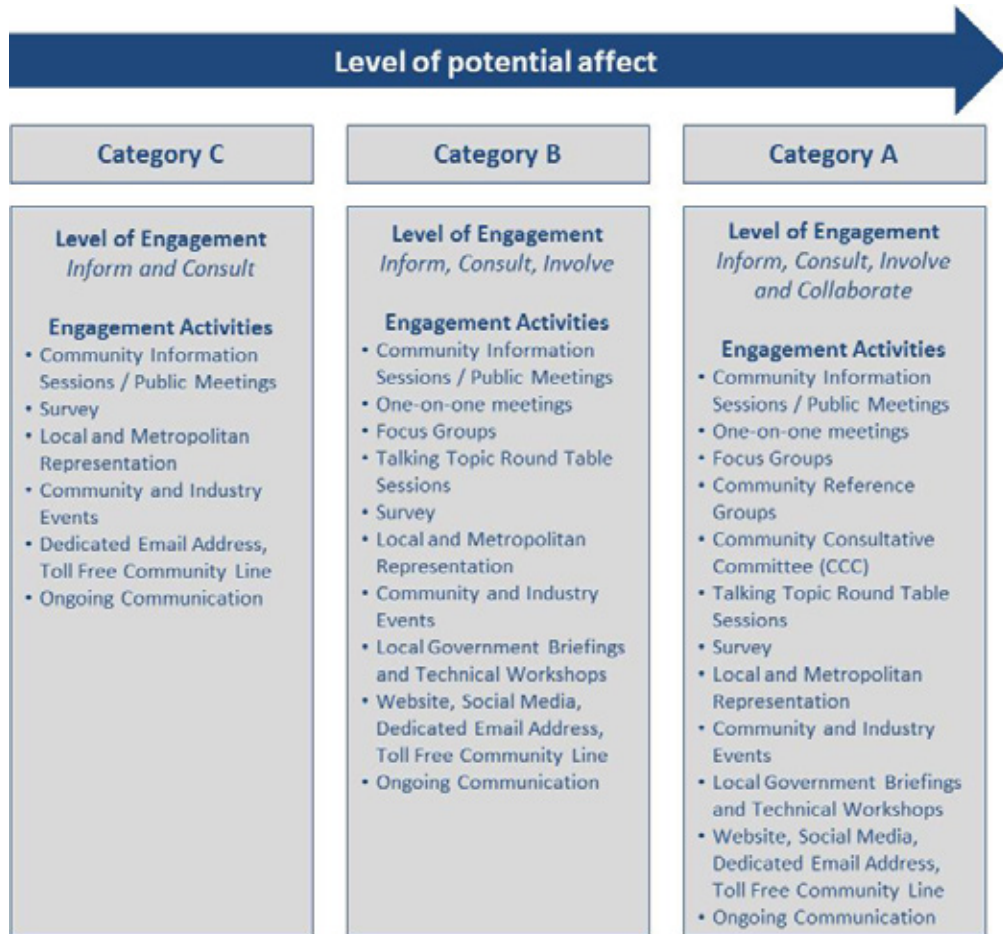 Level of potential affect
Category C
Level of Engagement
Inform and Consult
Engagement Activities
• Community Information
Sessions / Public Meetings
• Survey
• Local and Metropolitan
Representation
• Community and Industry
Events
• Dedicated Email Address,
Toll Free Community Line
• Ongoing Communication
Category B
Level of Engagement
Inform, Consult, Involve
Engagement Activities
• Community Information
Sessions / Public Meetings
• One-on-one meetings
• Focus Groups
• Talking Topic Round Table
Sessions
• Survey
• Local and Metropolitan
Representation
• Community and Industry
Events
• Local Government Briefings
and Technical Workshops
• Website, Social Media,
Dedicated Email Address,
Toll Free Community Line
• Ongoing Communication
Category A
Level of Engagement
Inform, Consult, Involve
and Collaborate
Engagement Activities
• Community Information
Sessions / Public Meetings
• One-on-one meetings
• Focus Groups
• Community Reference
Groups
• Community Consultative
Committee (CCC)
• Talking Topic Round Table
Sessions
• Survey
• Local and Metropolitan
Representation
• Community and Industry
Events
• Local Government Briefings
and Technical Workshops
• Website, Social Media,
Dedicated Email Address,
Toll Free Community Line
• Ongoing Communication